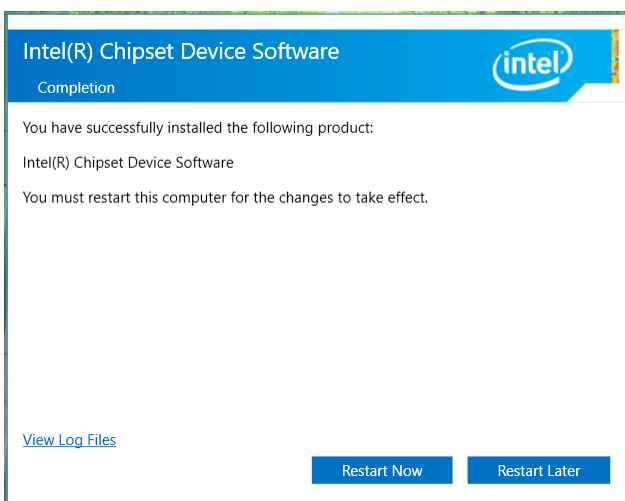 Intel(R) Chipset Device Software
intel
Completion
You have successfully installed the following product:
Intel(R) Chipset Device Software
You must restart this computer for the changes to take effect.
View Log Files
Restart Now
Restart Later